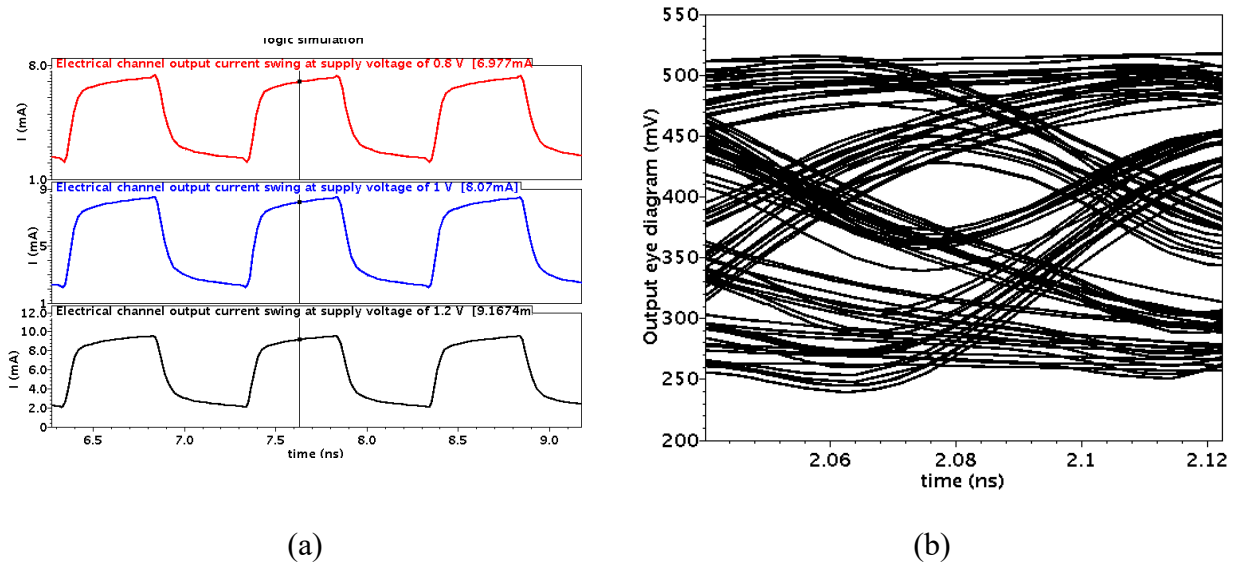 logic simulation
8.0
Electrical channel output current swing at supply voltage of 0.8 V [6.977mA
I (mA)
1.0
9
Electrical channel output current swing at supply voltage of 1 V [8.07mA]
I (mA)
5
1
12.0
Electrical channel output current swing at supply voltage of 1.2 V [9.1674m
10.0
8.0
6.0
4.0
2.0
0
I (mA)
6.5 7.0 7.5 8.0 8.5 9.0
time (ns)
(a)
550
500
450
400
350
300
250
200
Output eye diagram (mV)
2.06 2.08 2.1 2.12
time (ns)
(b)